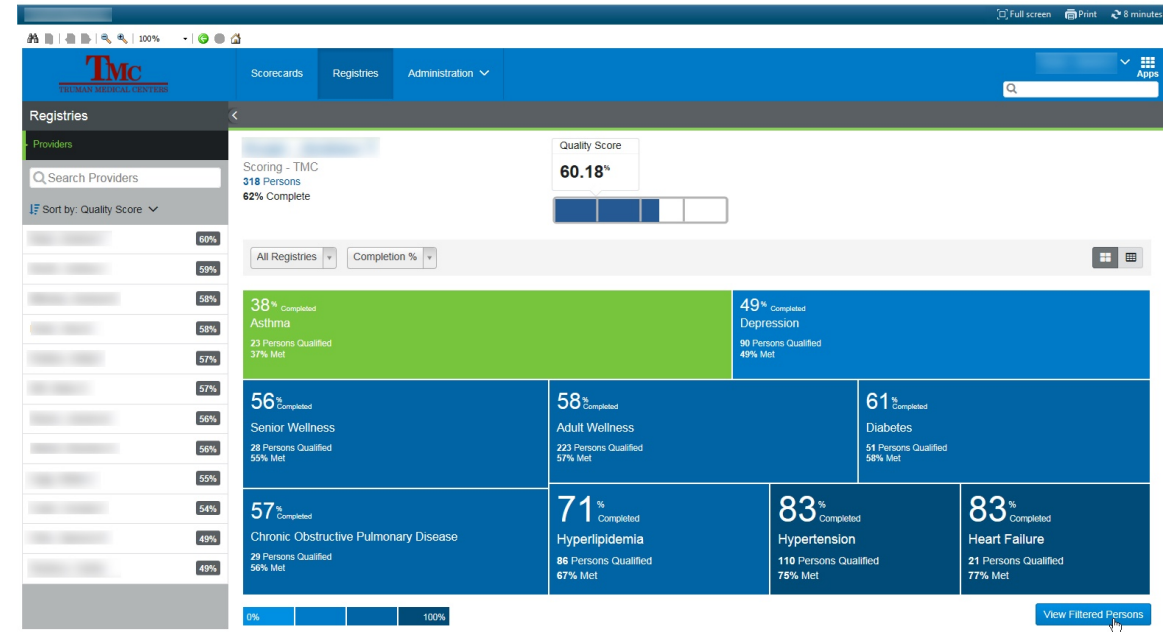 Full screen Print 8 minutes
100%
TMC
TRUMAN MEDICAL CENTERS
Scorecards Registries Administration
Apps
Registries
Providers
Search Providers
Sort by: Quality Score
60%
59%
58%
58%
57%
57%
56%
56%
55%
54%
49%
49%
Scoring - TMC
318 Persons
62% Complete
Quality Score
60.18%
All Registries Completion %
38% Completed
Asthma
23 Persons Qualified
37% Met
49% Completed
Depression
90 Persons Qualified
49% Met
56% Completed
Senior Wellness
28 Persons Qualified
55% Met
58% Completed
Adult Wellness
223 Persons Qualified
57% Met
61% Completed
Diabetes
51 Persons Qualified
58% Met
57% Completed
Chronic Obstructive Pulmonary Disease
29 Persons Qualified
56% Met
71% Completed
Hyperlipidemia
86 Persons Qualified
67% Met
83% Completed
Hypertension
110 Persons Qualified
75% Met
83% Completed
Heart Failure
21 Persons Qualified
77% Met
0% 100%
View Filtered Persons